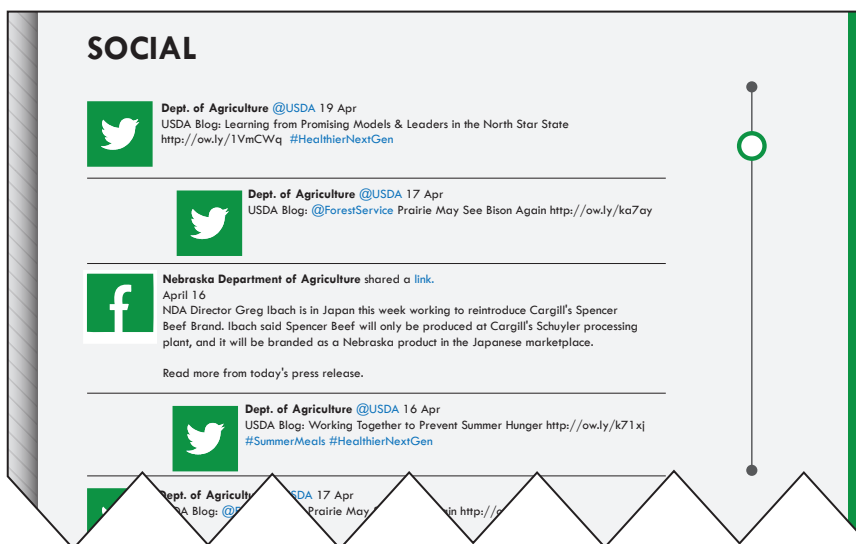 SOCIAL
Dept. of Agriculture @USDA 19 Apr
USDA Blog: Learning from Promising Models & Leaders in the North Star State
http://ow.ly/1VmCWq #HealthierNextGen
Dept. of Agriculture @USDA 17 Apr
USDA Blog: @ForestService Prairie May See Bison Again http://ow.ly/ka7ay
Nebraska Department of Agriculture shared a link.
April 16
NDA Director Greg Ibach is in Japan this week working to reintroduce Cargill's Spencer
Beef Brand. Ibach said Spencer Beef will only be produced at Cargill's Schuyler processing
plant, and it will be branded as a Nebraska product in the Japanese marketplace.
Read more from today's press release.
Dept. of Agriculture @USDA 16 Apr
USDA Blog: Working Together to Prevent Summer Hunger http://ow.ly/k71xj
#SummerMeals #HealthierNextGen
Dept. of 17 Apr
Blog: Prairie May